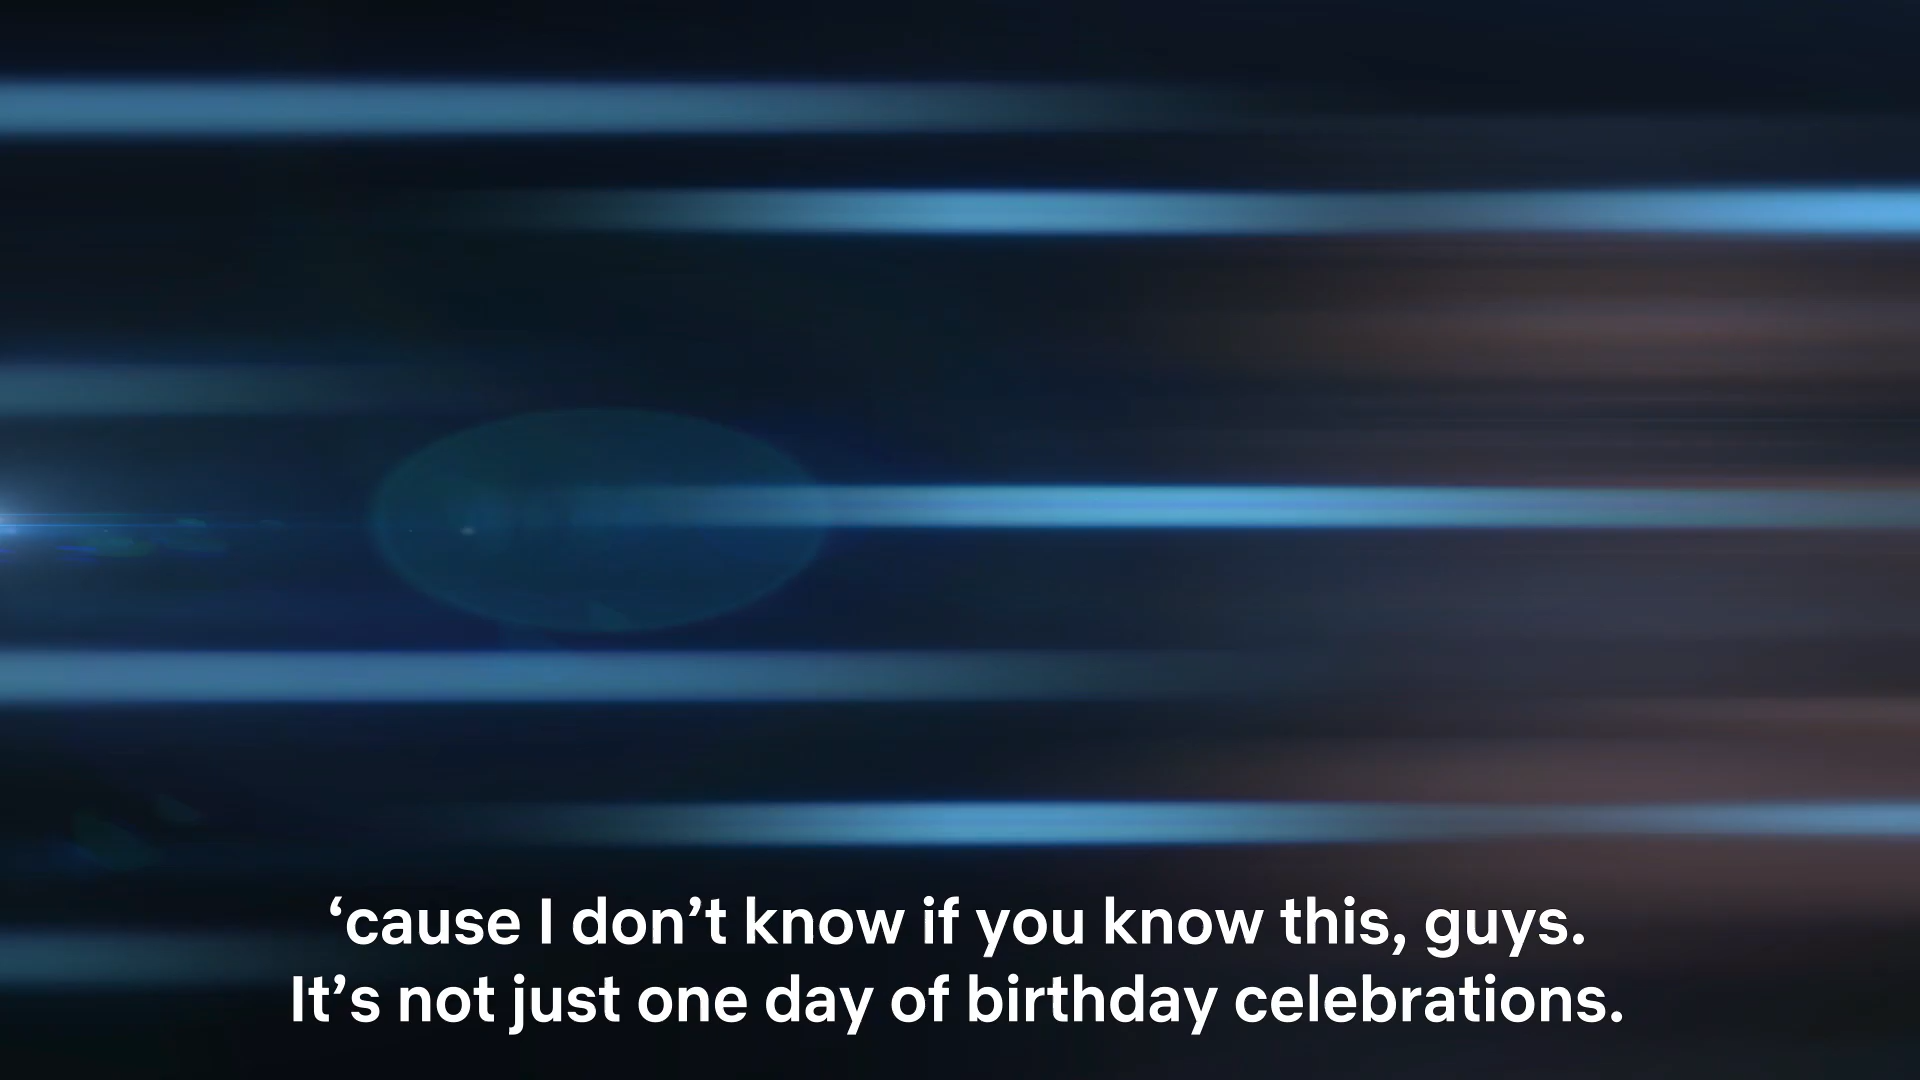 ‘cause I don’t know if you know this, guys.
It’s not just one day of birthday celebrations.